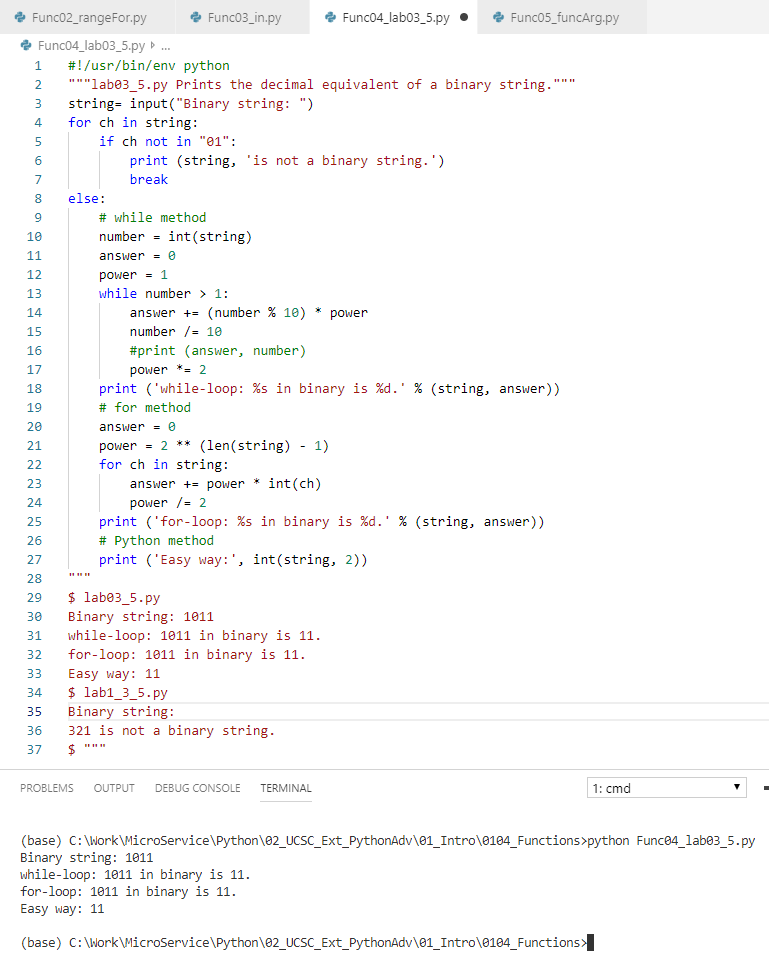 Func02_rangeFor.py Func03_in.py Func04_lab03_5.py Func05_funcArg.py
Func04_lab03_5.py ...
1 #!/usr/bin/env python
2 """lab03_5.py Prints the decimal equivalent of a binary string."""
3 string= input("Binary string: ")
4 for ch in string:
5     if ch not in "01":
6         print (string, 'is not a binary string.')
7         break
8 else:
9     # while method
10     number = int(string)
11     answer = 0
12     power = 1
13     while number > 1:
14         answer += (number % 10) * power
15         number /= 10
16         #print (answer, number)
17         power *= 2
18     print ('while-loop: %s in binary is %d.' % (string, answer))
19     # for method
20     answer = 0
21     power = 2 ** (len(string) - 1)
22     for ch in string:
23         answer += power * int(ch)
24         power /= 2
25     print ('for-loop: %s in binary is %d.' % (string, answer))
26     # Python method
27     print ('Easy way:', int(string, 2))
28 """
29 $ lab03_5.py
30 Binary string: 1011
31 while-loop: 1011 in binary is 11.
32 for-loop: 1011 in binary is 11.
33 Easy way: 11
34 $ lab1_3_5.py
35 Binary string:
36 321 is not a binary string.
37 $ """
PROBLEMS OUTPUT DEBUG CONSOLE TERMINAL 1: cmd
(base) C:\Work\MicroService\Python\02_UCSC_Ext_PythonAdv\01_Intro\0104_Functions>python Func04_lab03_5.py
Binary string: 1011
while-loop: 1011 in binary is 11.
for-loop: 1011 in binary is 11.
Easy way: 11
(base) C:\Work\MicroService\Python\02_UCSC_Ext_PythonAdv\01_Intro\0104_Functions>